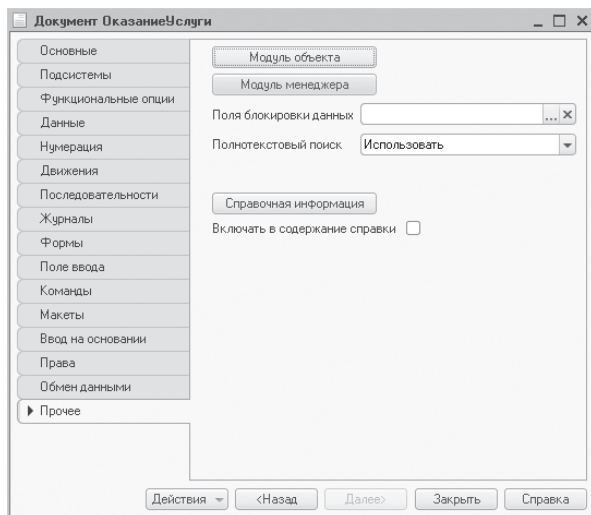 Документ ОказаниеУслуги
Основные
Подсистемы
Функциональные опции
Данные
Нумерация
Движения
Последовательности
Журналы
Формы
Поле ввода
Команды
Макеты
Ввод на основании
Права
Обмен данными
Прочее
Модуль объекта
Модуль менеджера
Поля блокировки данных ...
Полнотекстовый поиск Использовать
Справочная информация
Включать в содержание справки
Действия <Назад Далее> Закрыть Справка